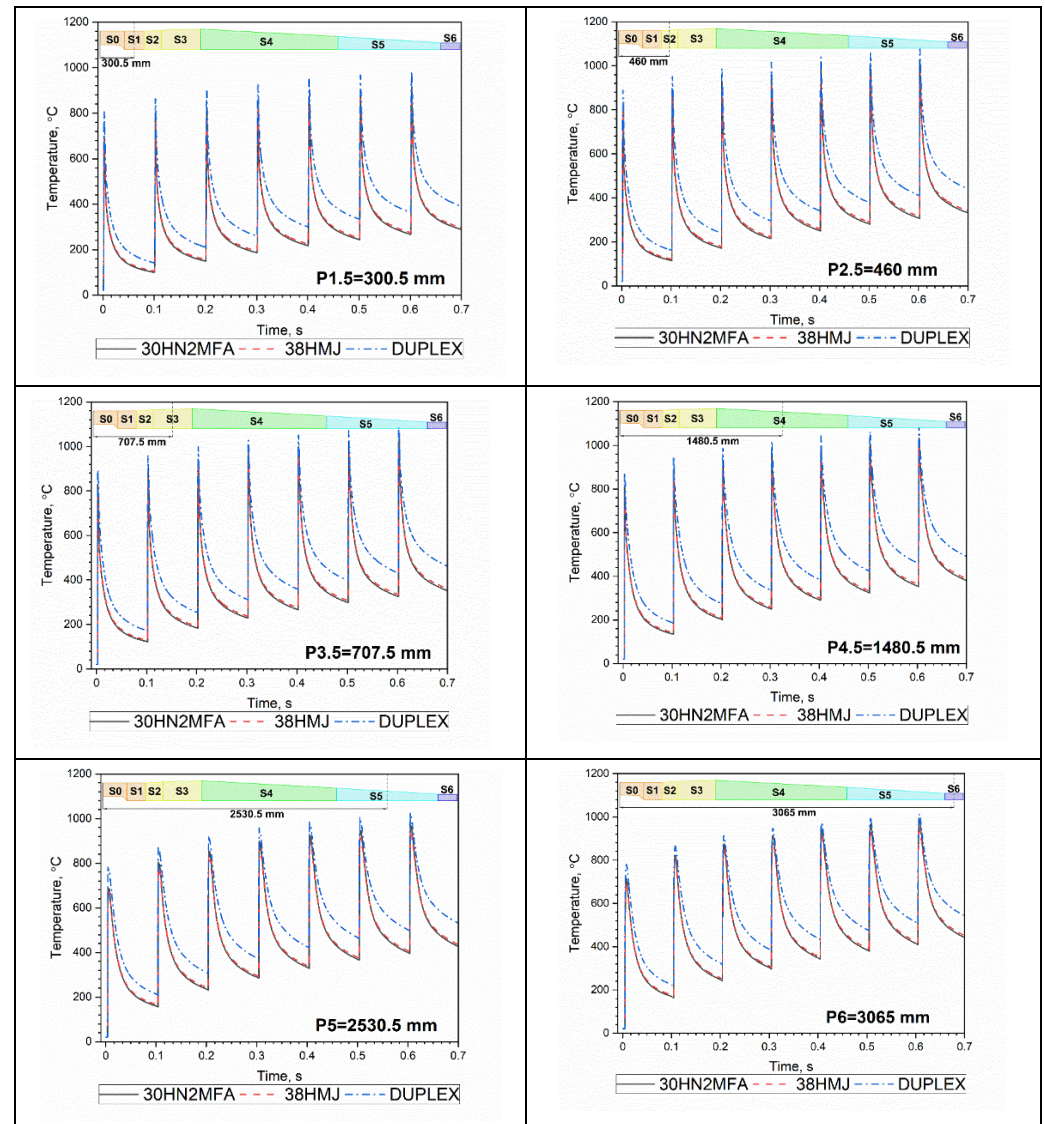 1200
S0 S1 S2 S3 S4 S5 S6
300.5 mm
1000
800
600
400
200
0
Temperature, °C
P1.5=300.5 mm
0 0.1 0.2 0.3 0.4 0.5 0.6 0.7
Time, s
30HN2MFA 38HMJ DUPLEX
1200
S0 S1 S2 S3 S4 S5 S6
460 mm
1000
800
600
400
200
0
Temperature, °C
P2.5=460 mm
0 0.1 0.2 0.3 0.4 0.5 0.6 0.7
Time, s
30HN2MFA 38HMJ DUPLEX
1200
S0 S1 S2 S3 S4 S5 S6
707.5 mm
1000
800
600
400
200
0
Temperature, °C
P3.5=707.5 mm
0 0.1 0.2 0.3 0.4 0.5 0.6 0.7
Time, s
30HN2MFA 38HMJ DUPLEX
1200
S0 S1 S2 S3 S4 S5 S6
1480.5 mm
1000
800
600
400
200
0
Temperature, °C
P4.5=1480.5 mm
0 0.1 0.2 0.3 0.4 0.5 0.6 0.7
Time, s
30HN2MFA 38HMJ DUPLEX
1200
S0 S1 S2 S3 S4 S5 S6
2530.5 mm
1000
800
600
400
200
0
Temperature, °C
P5=2530.5 mm
0 0.1 0.2 0.3 0.4 0.5 0.6 0.7
Time, s
30HN2MFA 38HMJ DUPLEX
1200
S0 S1 S2 S3 S4 S5 S6
3065 mm
1000
800
600
400
200
0
Temperature, °C
P6=3065 mm
0 0.1 0.2 0.3 0.4 0.5 0.6 0.7
Time, s
30HN2MFA 38HMJ DUPLEX